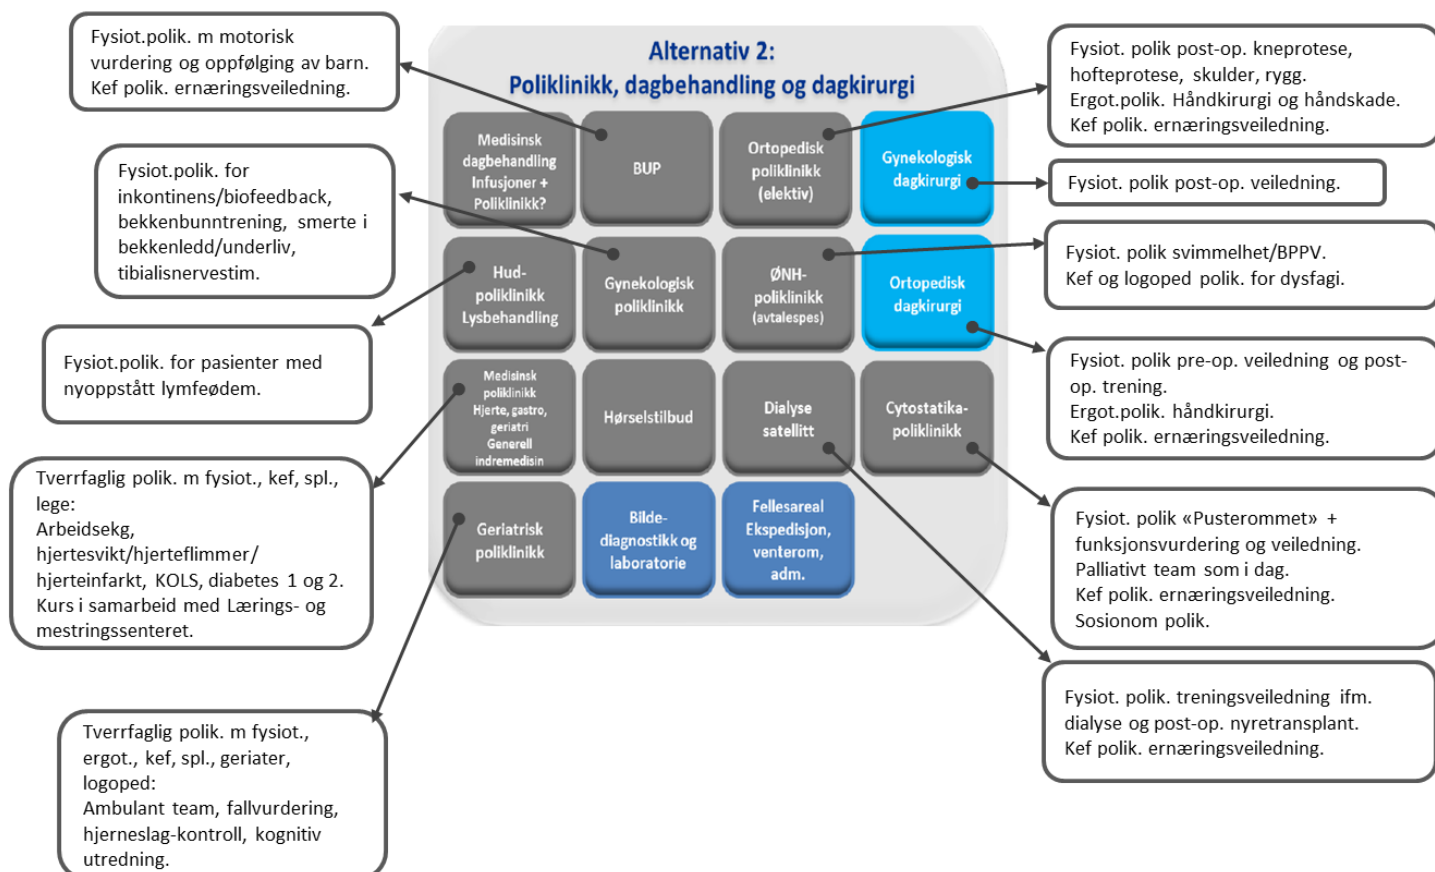 Fysiot.polik. m motorisk
vurdering og oppfølging av barn.
Kef polik. ernæringsveiledning.
Fysiot.polik. for
inkontinens/biofeedback,
bekkenbunntrening, smerte i
bekkenledd/underliv,
tibialisnervestim.
Fysiot.polik. for pasienter med
nyoppstått lymfeødem.
Tverrfaglig polik. m fysiot., kef, spl.,
lege:
Arbeidsekg,
hjertesvikt/hjerteflimmer/
hjerteinfarkt, KOLS, diabetes 1 og 2.
Kurs i samarbeid med Lærings- og
mestringssenteret.
Tverrfaglig polik. m fysiot.,
ergot., kef, spl., geriater,
logoped:
Ambulant team, fallvurdering,
hjerneslag-kontroll, kognitiv
utredning.
Alternativ 2:
Poliklinikk, dagbehandling og dagkirurgi
Medisinsk
dagbehandling
Infusjoner +
Poliklinikk?
BUP
Ortopedisk
poliklinikk
(elektiv)
Gynekologisk
dagkirurgi
Hud-
poliklinikk
Lysbehandling
Gynekologisk
poliklinikk
ØNH-
poliklinikk
(avtalespes)
Ortopedisk
dagkirurgi
Medisinsk
poliklinikk
Hjerte, gastro,
geriatri
Generell
indremedisin
Hørselstilbud
Dialyse
satellitt
Cytostatika-
poliklinikk
Geriatrisk
poliklinikk
Bilde-
diagnostikk og
laboratorie
Fellesareal
Ekspedisjon,
venterom,
adm.
Fysiot. polik post-op. kneprotese,
hofteprotese, skulder, rygg.
Ergot.polik. Håndkirurgi og håndskade.
Kef polik. ernæringsveiledning.
Fysiot. polik post-op. veiledning.
Fysiot. polik svimmelhet/BPPV.
Kef og logoped polik. for dysfagi.
Fysiot. polik pre-op. veiledning og post-
op. trening.
Ergot.polik. håndkirurgi.
Kef polik. ernæringsveiledning.
Fysiot. polik «Pusterommet» +
funksjonsvurdering og veiledning.
Palliativt team som i dag.
Kef polik. ernæringsveiledning.
Sosionom polik.
Fysiot. polik. treningsveiledning ifm.
dialyse og post-op. nyretransplant.
Kef polik. ernæringsveiledning.